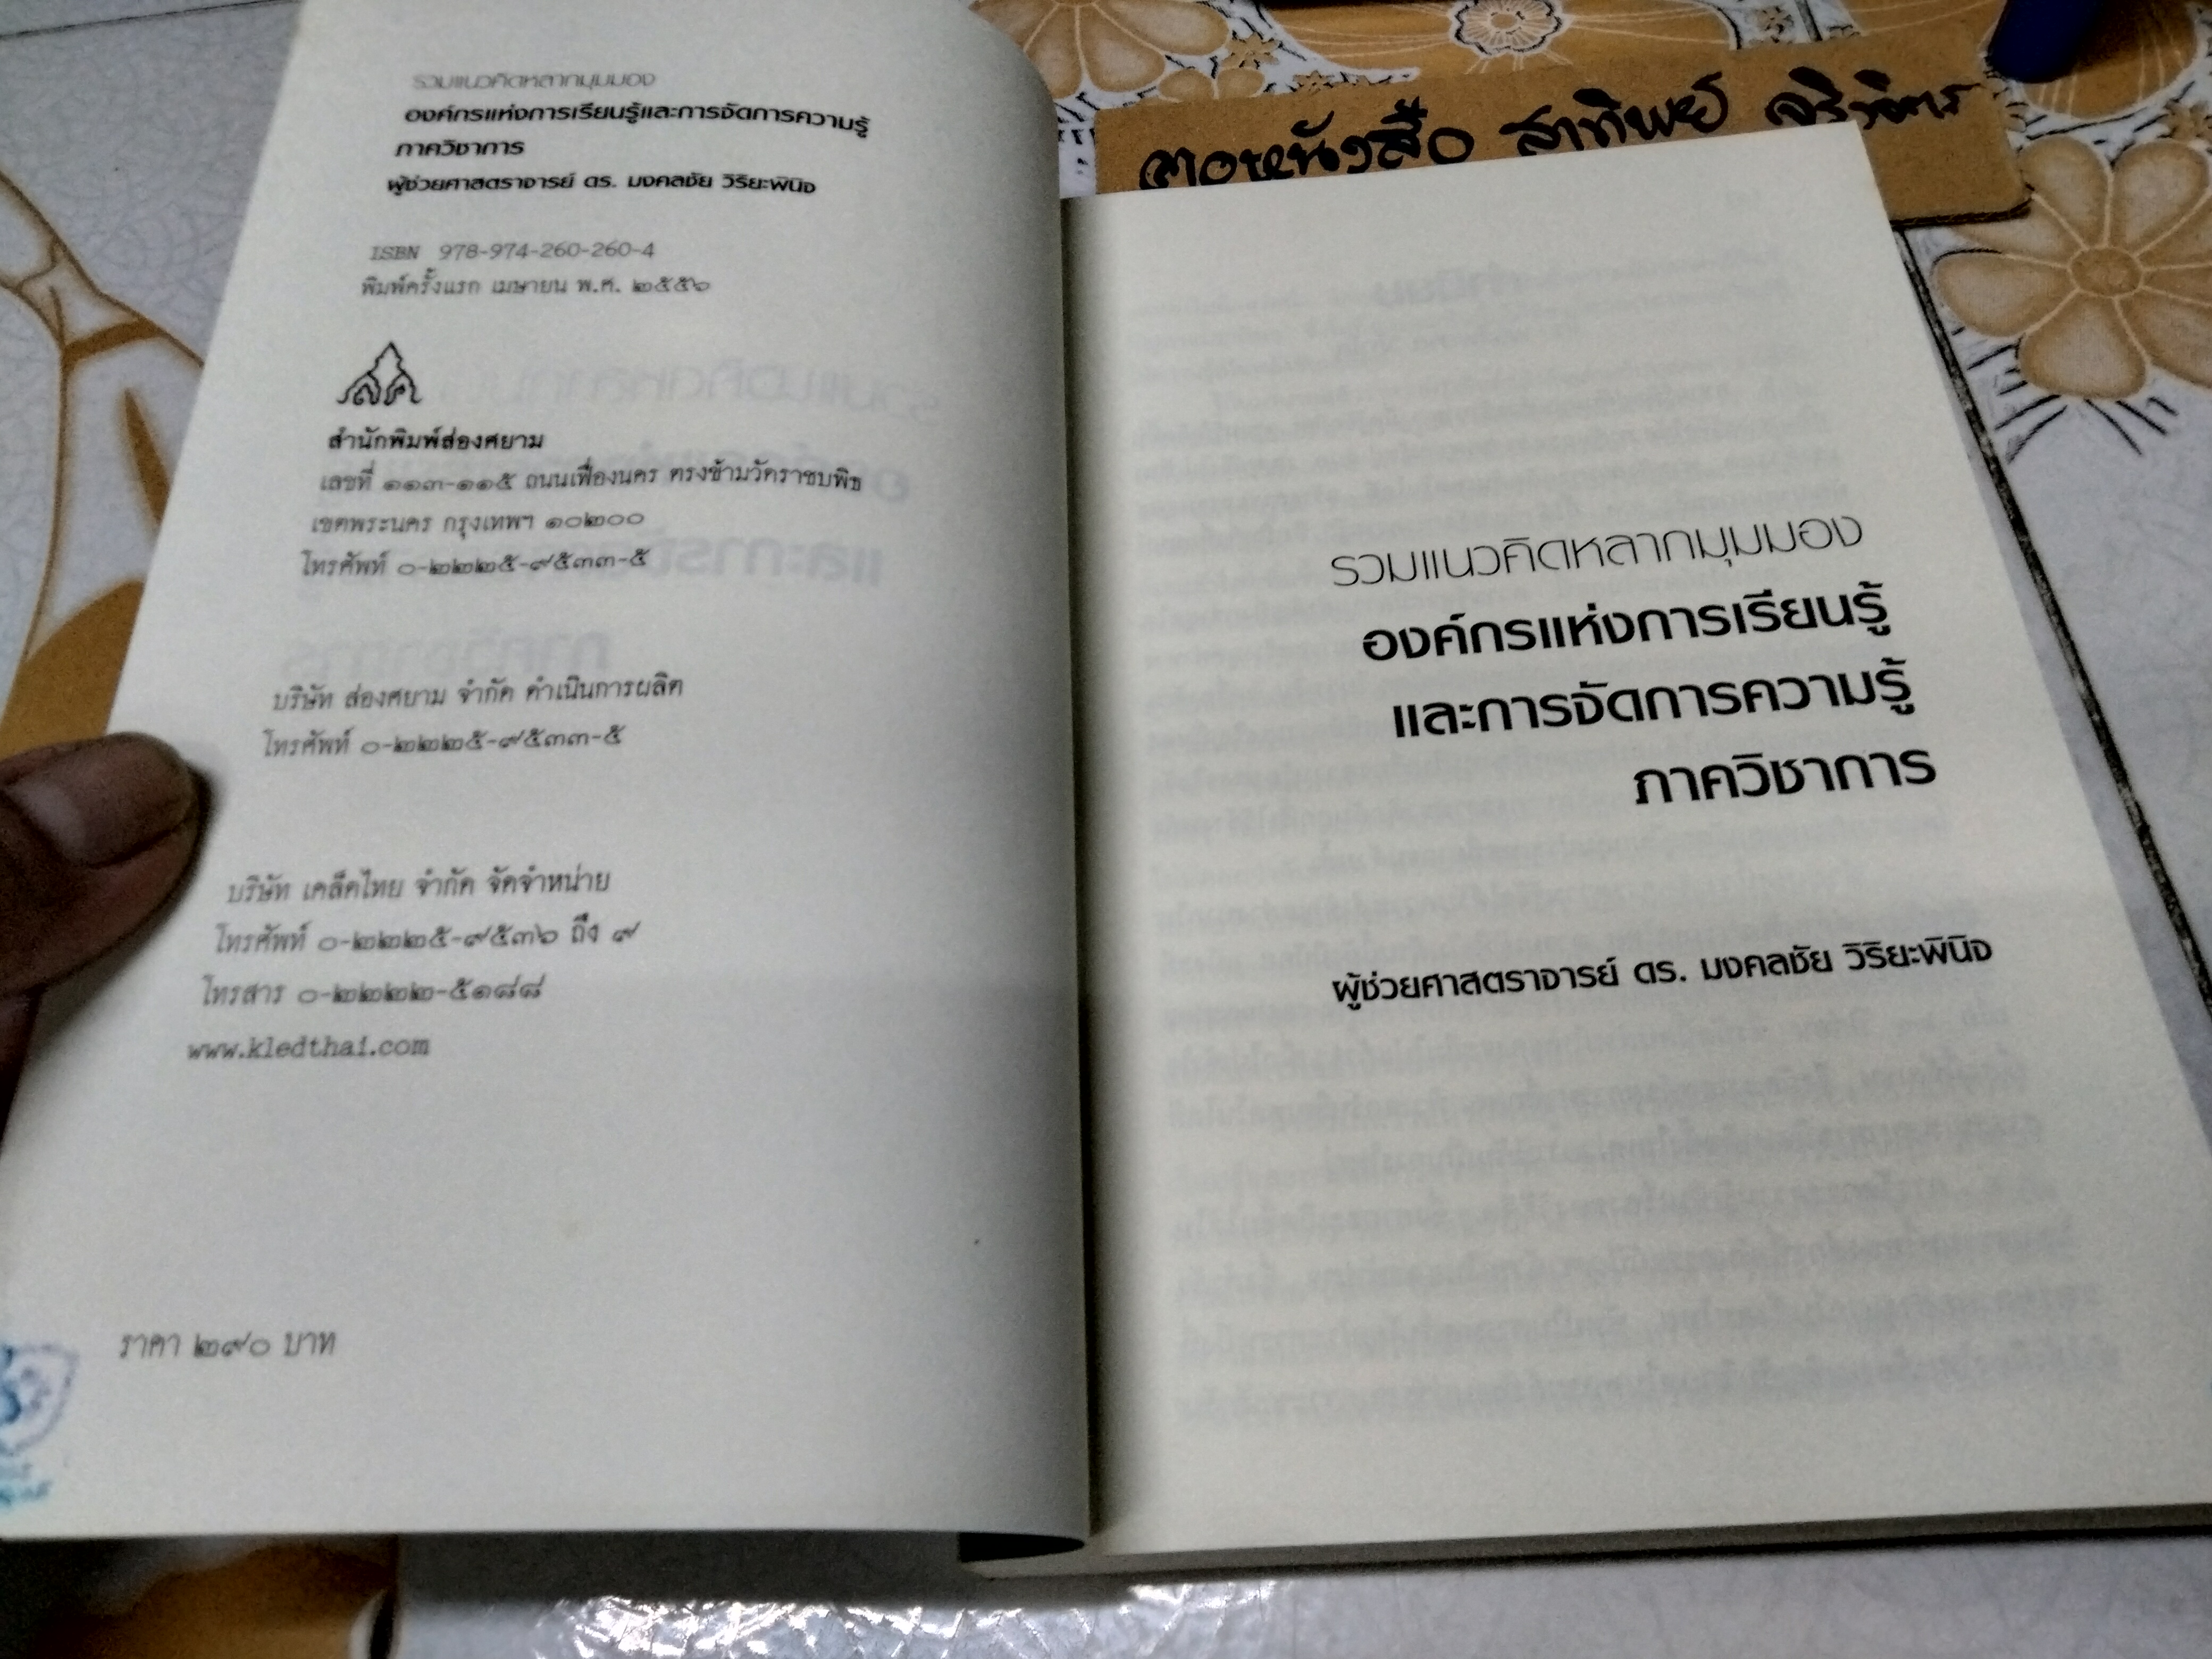 รวมแนวคิดหลากมุมมอง
องค์กรแห่งการเรียนรู้และการจัดการความรู้
ภาควิชาการ
ผู้ช่วยศาสตราจารย์ ดร. มงคลชัย วิริยะพินิจ
ISBN 978-974-260-260-4
พิมพ์ครั้งแรก เมษายน พ.ศ. ๒๕๕๖
สำนักพิมพ์ส่องศยาม
เลขที่ ๑๑๓-๑๑๕ ถนนเฟื่องนคร ตรงข้ามวัดราชบพิธ
เขตพระนคร กรุงเทพฯ ๑๐๒๐๐
โทรศัพท์ ๐-๒๒๒๕-๙๕๓๓-๕
บริษัท ส่องศยาม จำกัด ดำเนินการผลิต
โทรศัพท์ ๐-๒๒๒๕-๙๕๓๓-๕
บริษัท เคล็ดไทย จำกัด จัดจำหน่าย
โทรศัพท์ ๐-๒๒๒๕-๙๕๓๖ ถึง ๙
โทรสาร ๐-๒๒๒๒-๕๑๘๘
www.kledthai.com
ราคา ๒๙๐ บาท
หนังสือ สาทิพย์
รวมแนวคิดหลากมุมมอง
องค์กรแห่งการเรียนรู้
และการจัดการความรู้
ภาควิชาการ
ผู้ช่วยศาสตราจารย์ ดร. มงคลชัย วิริยะพินิจ